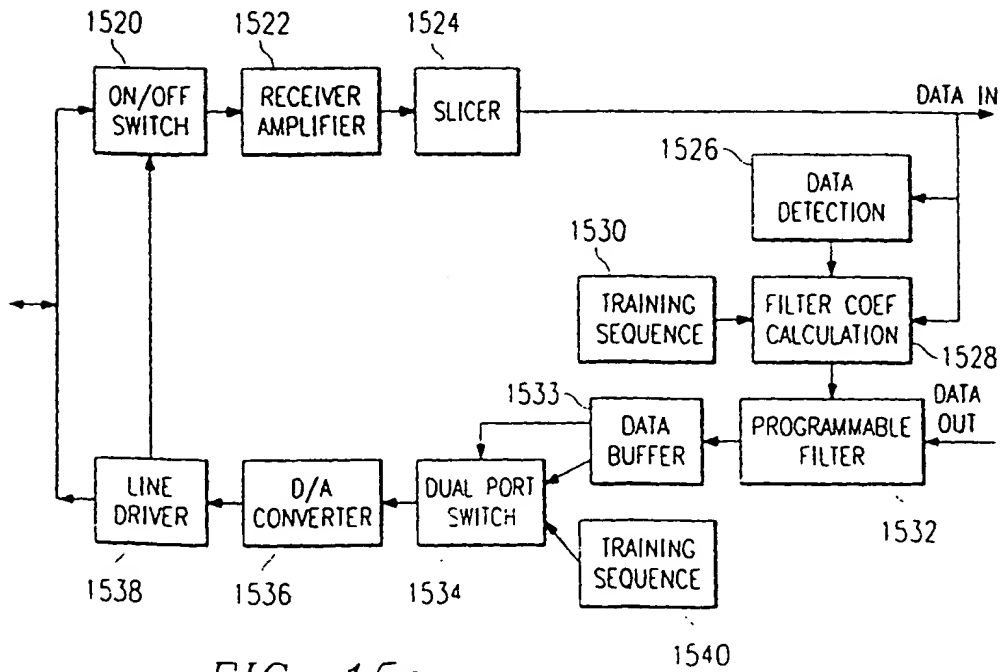 1520
1522
1524
ON/OFF
SWITCH
RECEIVER
AMPLIFIER
SLICER
DATA IN
1526
DATA
DETECTION
1530
TRAINING
SEQUENCE
FILTER COEF
CALCULATION
1528
1533
DATA
OUT
DATA
BUFFER
PROGRAMMABLE
FILTER
LINE
DRIVER
D/A
CONVERTER
DUAL PORT
SWITCH
1532
TRAINING
SEQUENCE
1538
1536
1534
1540